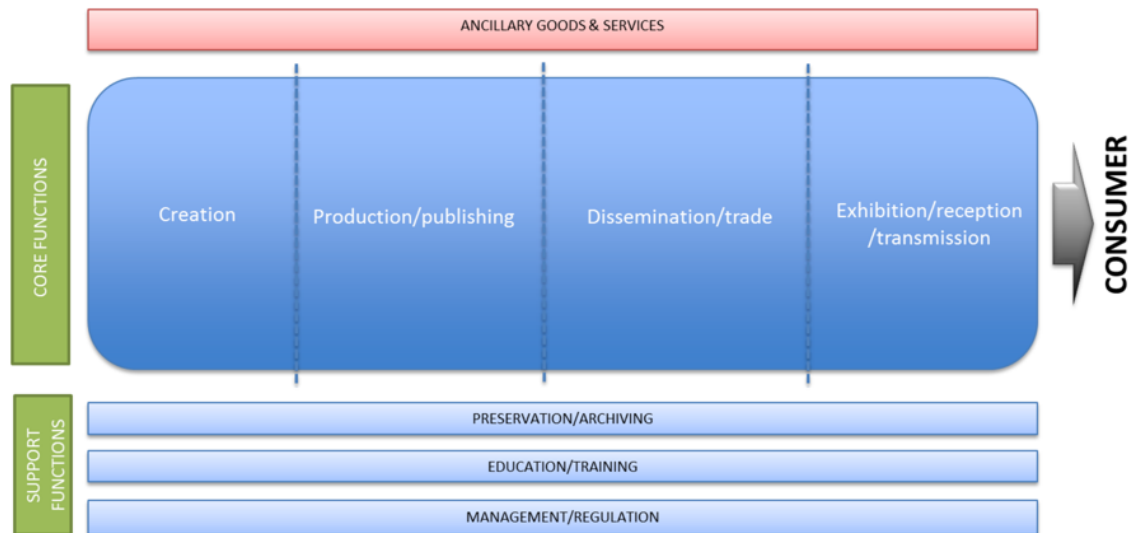 ANCILLARY GOODS & SERVICES
CORE FUNCTIONS
Creation
Production/publishing
Dissemination/trade
Exhibition/reception
/transmission
CONSUMER
SUPPORT
FUNCTIONS
PRESERVATION/ARCHIVING
EDUCATION/TRAINING
MANAGEMENT/REGULATION